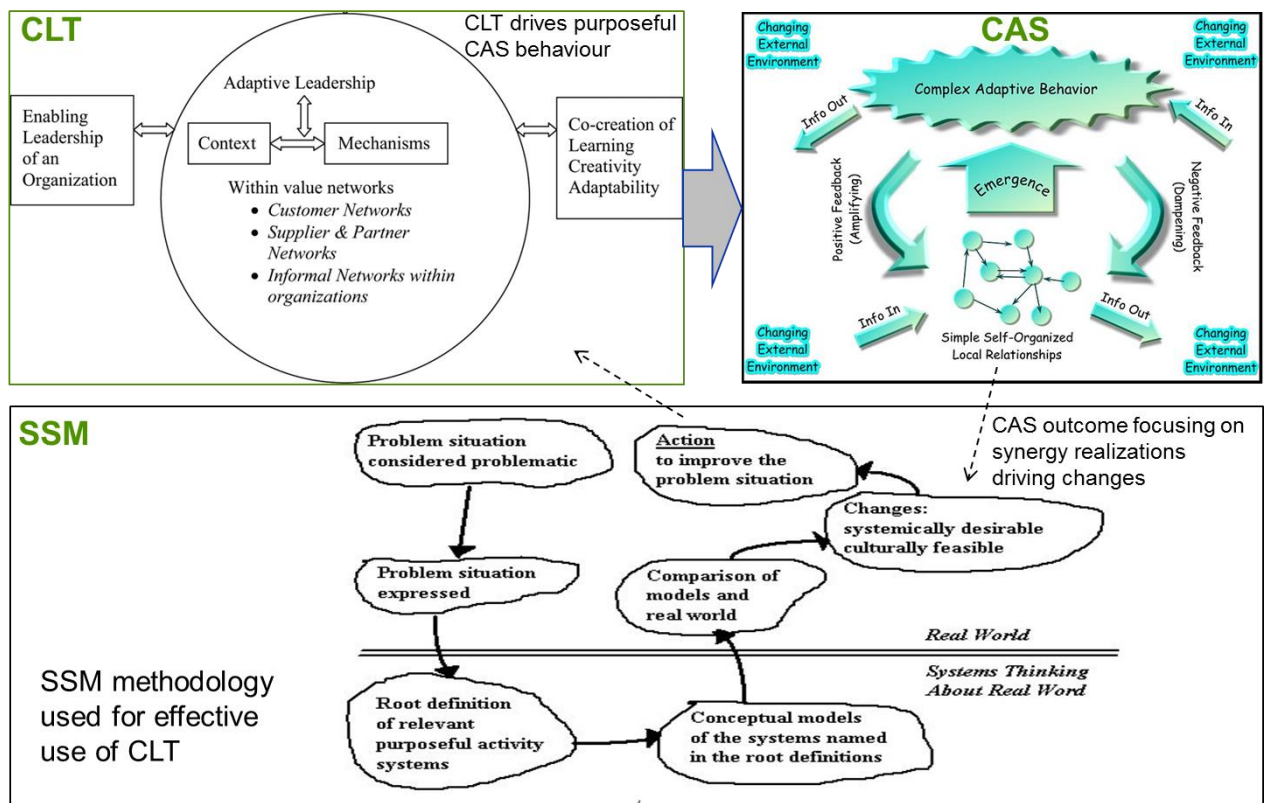 CLT
CLT drives purposeful
CAS behaviour
Adaptive Leadership
Enabling
Leadership
of an
Organization
Context
Mechanisms
Co-creation of
Learning
Creativity
Adaptability
Within value networks
• Customer Networks
• Supplier & Partner
Networks
• Informal Networks within
organizations
CAS
Changing
External
Environment
Changing
External
Environment
Complex Adaptive Behavior
Info Out
Info In
Positive Feedback
(Amplifying)
Emergence
Negative Feedback
(Dampening)
Info In
Info Out
Simple Self-Organized
Local Relationships
Changing
External
Environment
Changing
External
Environment
SSM
Problem situation
considered problematic
Action
to improve the
problem situation
CAS outcome focusing on
synergy realizations
driving changes
Changes:
systemically desirable
culturally feasible
Problem situation
expressed
Comparison of
models and
real world
Real World
Systems Thinking
About Real Word
SSM methodology
used for effective
use of CLT
Root definition
of relevant
purposeful activity
systems
Conceptual models
of the systems named
in the root definitions